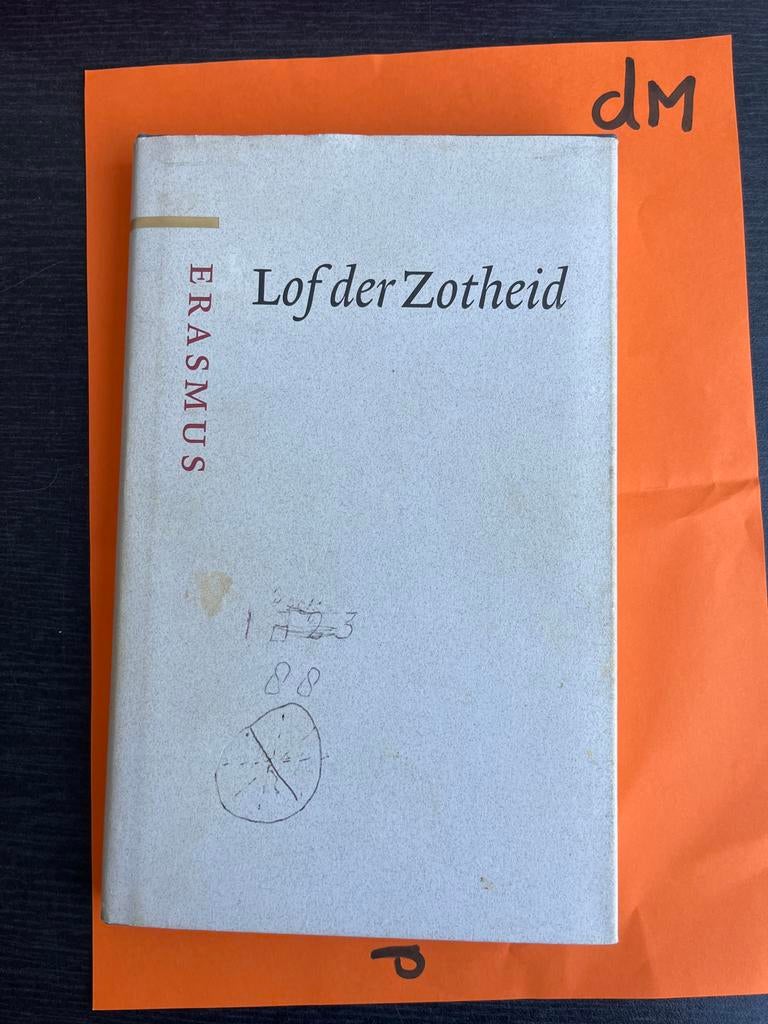 dM
Lof der Zotheid
ERASMUS
88
d